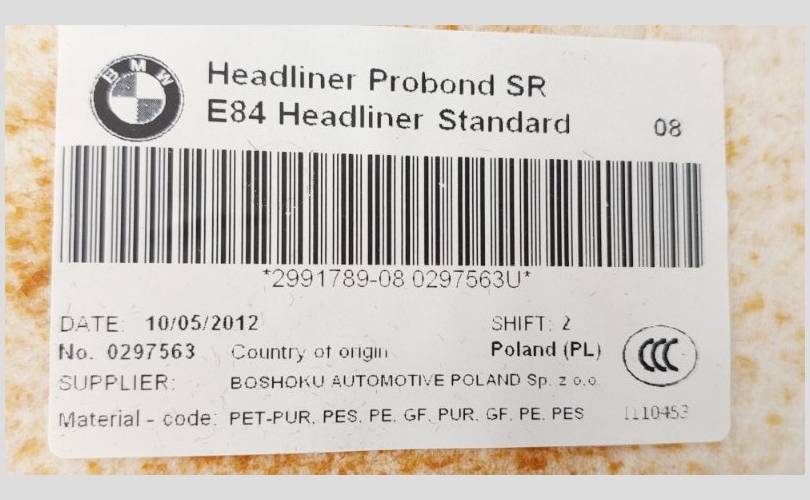 BMW
Headliner Probond SR
E84 Headliner Standard 08
*2991789-08 0297563U*
DATE: 10/05/2012 SHIFT: 2
No. 0297563 Country of origin Poland (PL)
SUPPLIER: BOSHOKU AUTOMOTIVE POLAND Sp. z o.o.
Material - code: PET-PUR, PES, PE, GF, PUR, GF, PE, PES 1110453
CCC